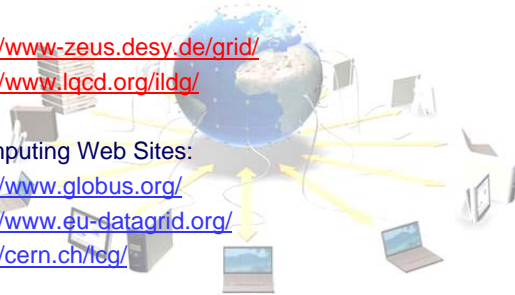 //www-zeus.desy.de/grid/
//www.lqcd.org/ildg/
mputing Web Sites:
//www.globus.org/
//www.eu-datagrid.org/
//cern.ch/lcg/